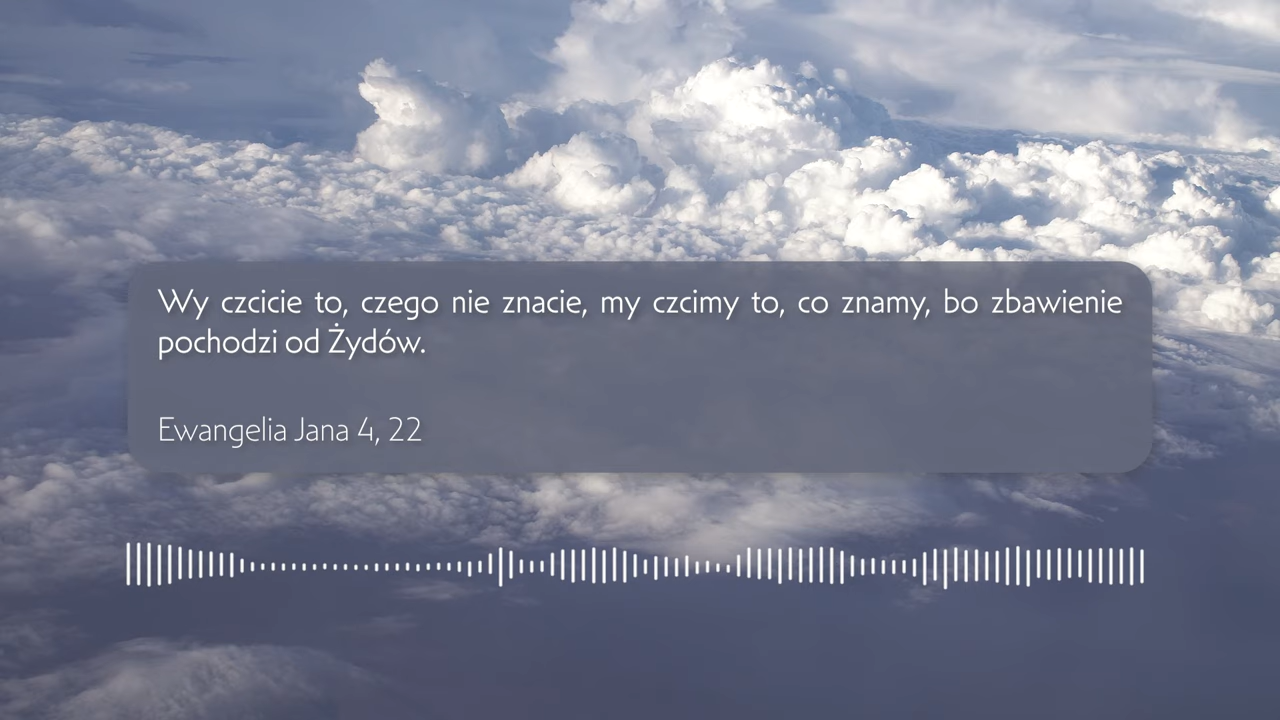 Wy czcicie to, czego nie znacie, my czcimy to, co znamy, bo zbawienie
pochodzi od Żydów.
Ewangelia Jana 4, 22